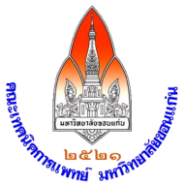 มหาวิทยาลัยขอนแก่น
๒๕๒๑
คณะเทคนิคการแพทย์ มหาวิทยาลัยขอนแก่น